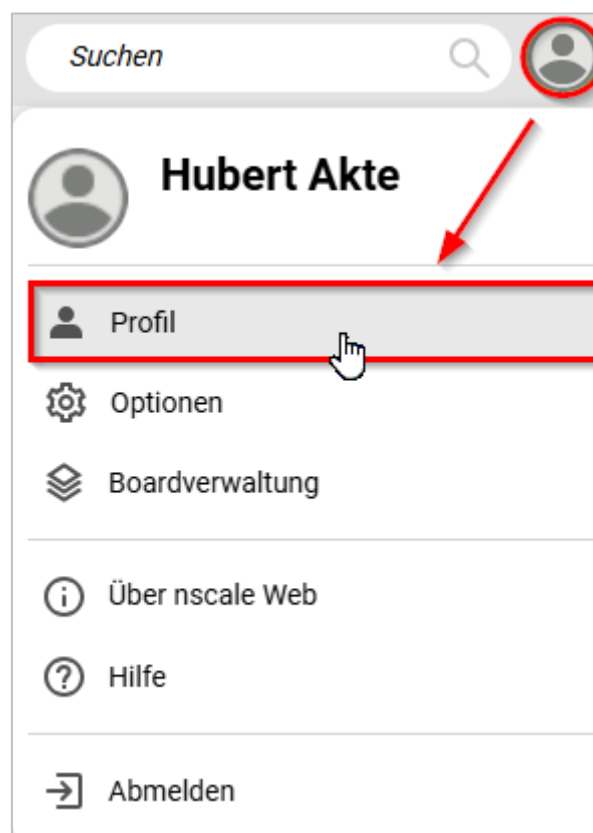 Suchen
Hubert Akte
Profil
Optionen
Boardverwaltung
Über nscale Web
Hilfe
Abmelden